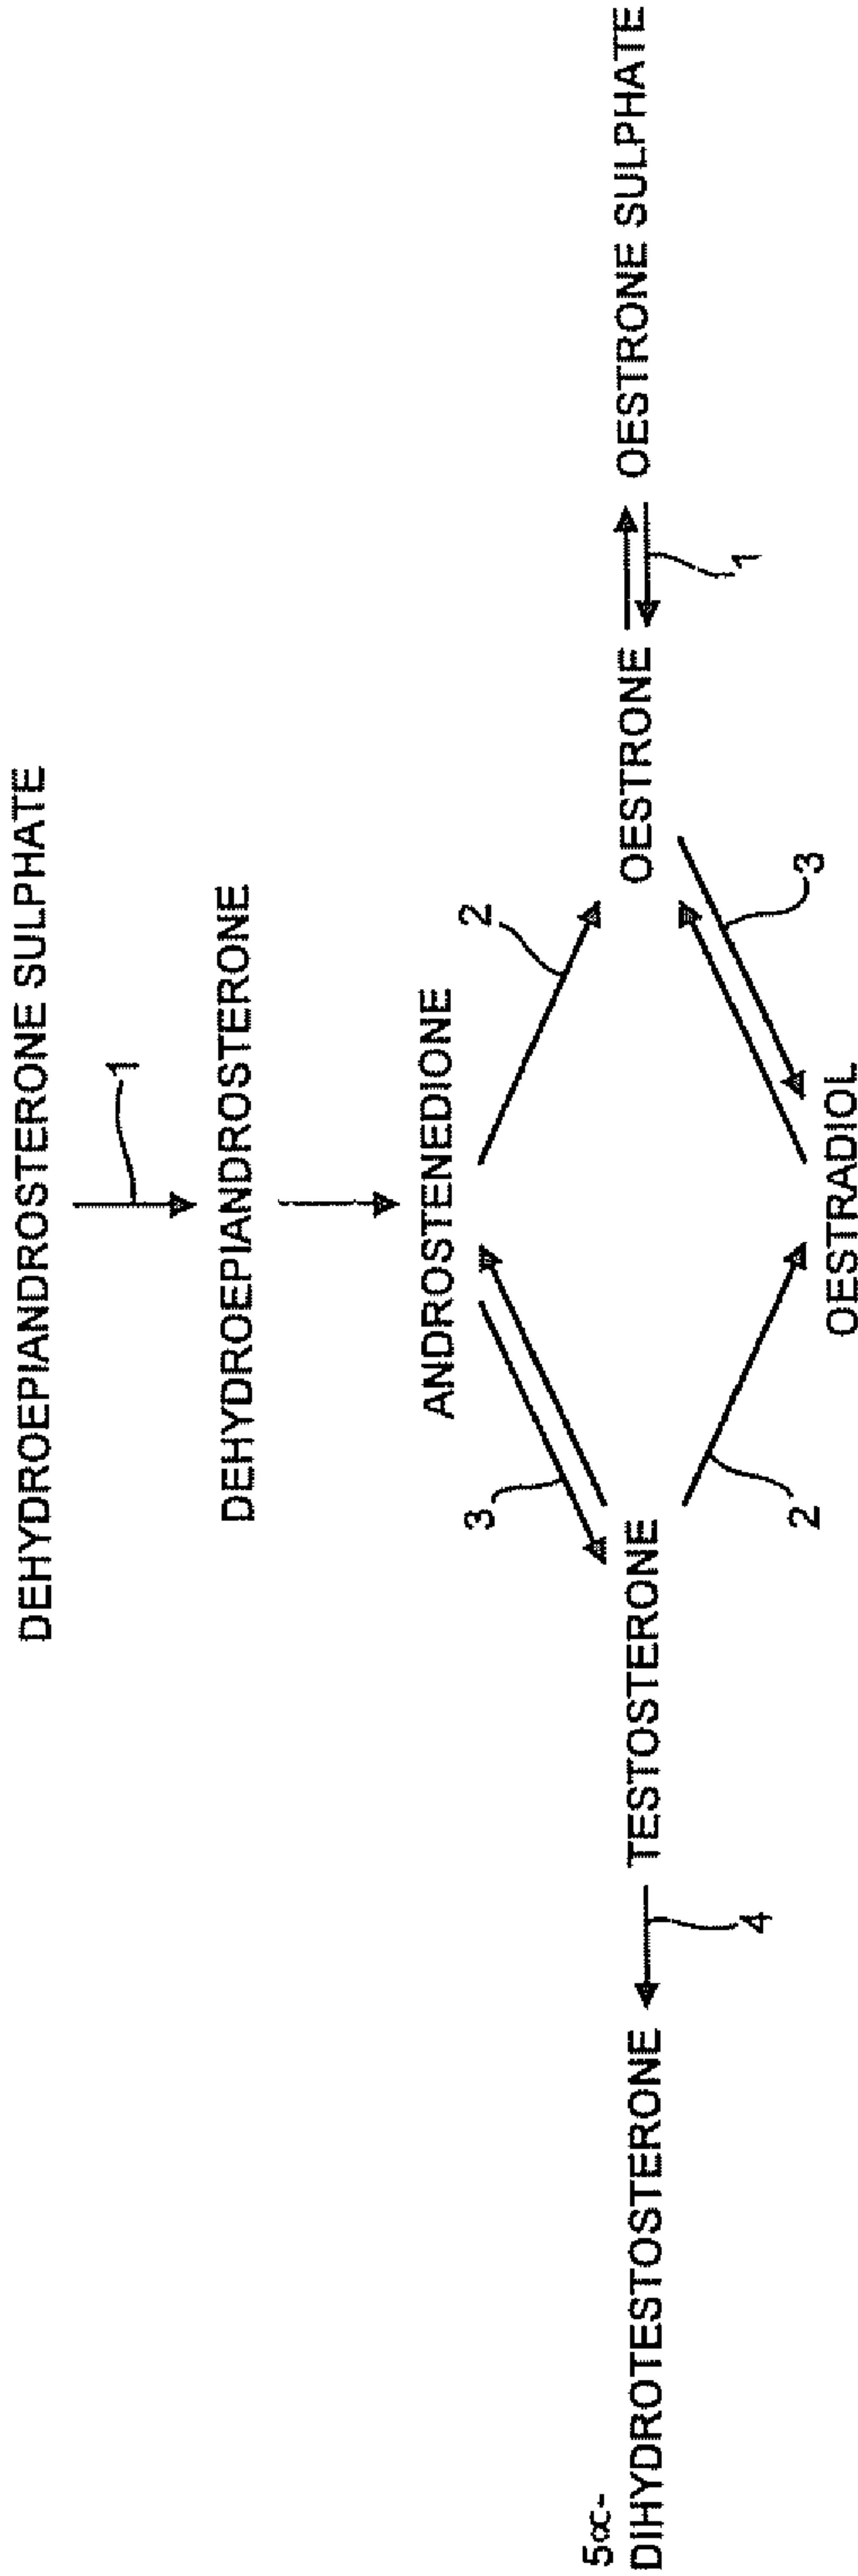 DEHYDROEPIANDROSTERONE SULPHATE
1
DEHYDROEPIANDROSTERONE
ANDROSTENEDIONE
3
2
5α-
DIHYDROTESTOSTERONE
TESTOSTERONE
OESTRONE
OESTRONE SULPHATE
4
1
2
3
OESTRADIOL